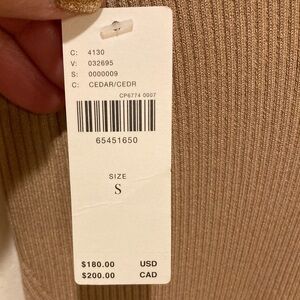 C: 4130
V: 032695
S: 0000009
C: CEDAR/CEDR
CP6774 0007
65451650
SIZE
S
$180.00 USD
$200.00 CAD